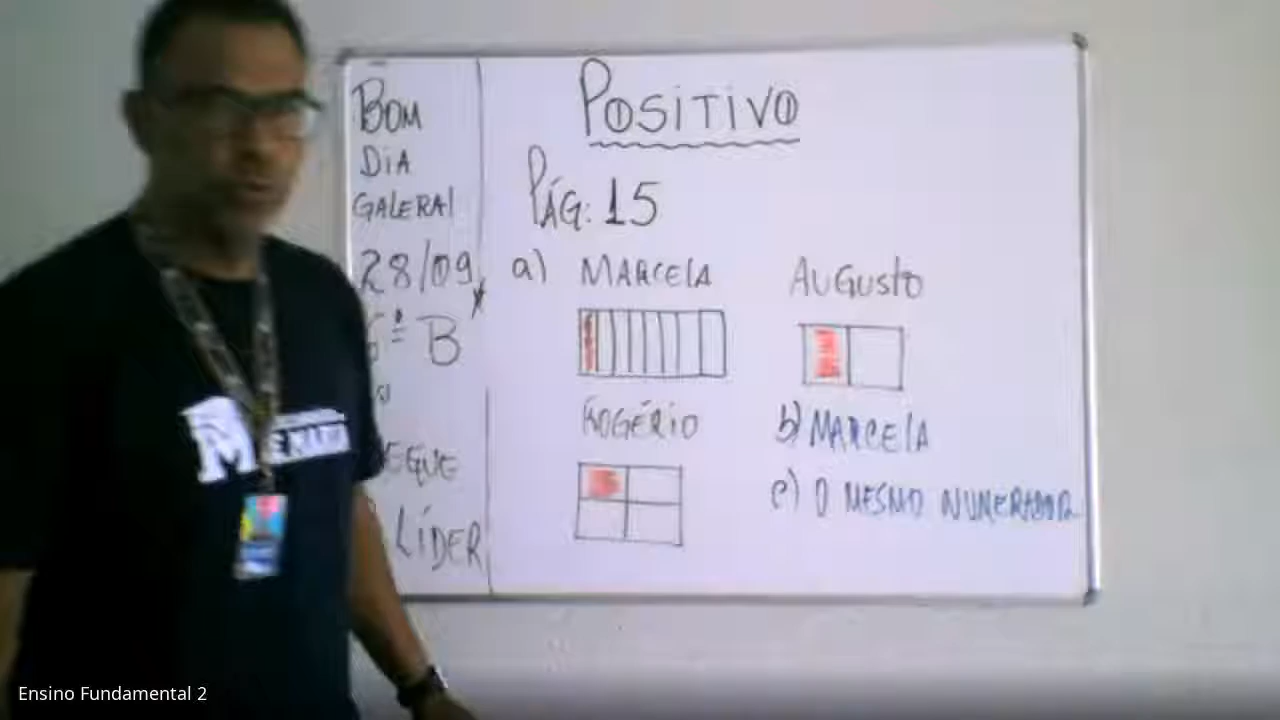 BOM
DIA
GALERA!
28/09
6º B
EGUE
LÍDER
POSITIVO
PÁG: 15
a) MARCELA
AUGUSTO
ROGÉRIO
b) MARCELA
c) O MESMO NUMERADOR
M
Ensino Fundamental 2